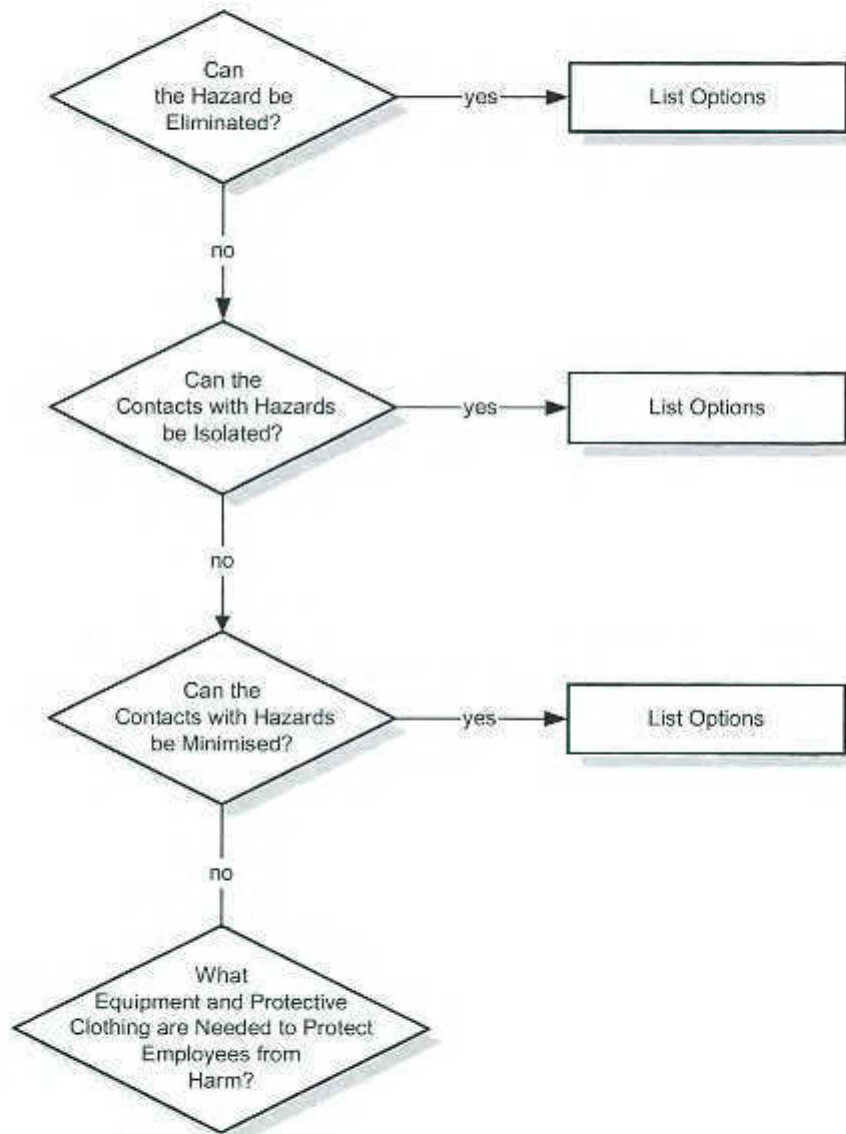 Can
the Hazard be
Eliminated?
yes
List Options
no
Can the
Contacts with Hazards
be Isolated?
yes
List Options
no
Can the
Contacts with Hazards
be Minimised?
yes
List Options
no
What
Equipment and Protective
Clothing are Needed to Protect
Employees from
Harm?